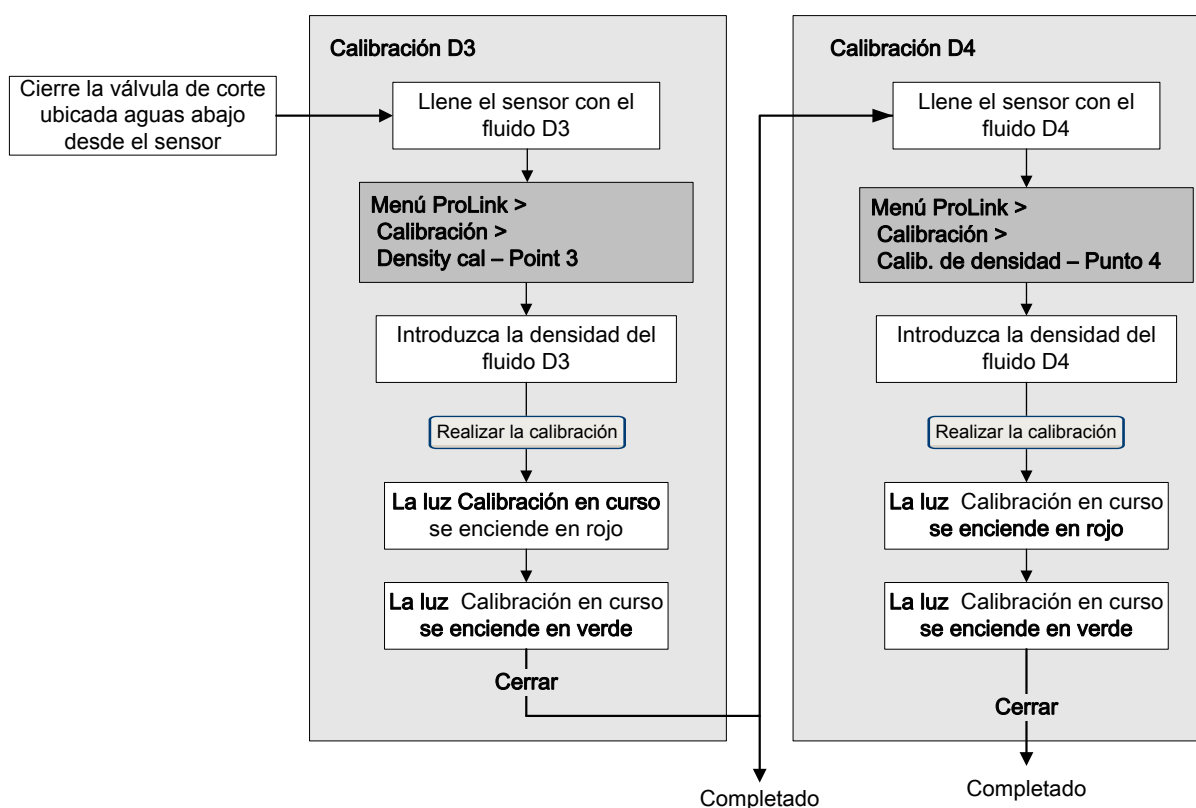 Cierre la válvula de corte
ubicada aguas abajo
desde el sensor
Calibración D3
Llene el sensor con el
fluido D3
Menú ProLink >
Calibración >
Density cal – Point 3
Introduzca la densidad del
fluido D3
Realizar la calibración
La luz Calibración en curso
se enciende en rojo
La luz Calibración en curso
se enciende en verde
Cerrar
Completado
Calibración D4
Llene el sensor con el
fluido D4
Menú ProLink >
Calibración >
Calib. de densidad – Punto 4
Introduzca la densidad del
fluido D4
Realizar la calibración
La luz Calibración en curso
se enciende en rojo
La luz Calibración en curso
se enciende en verde
Cerrar
Completado